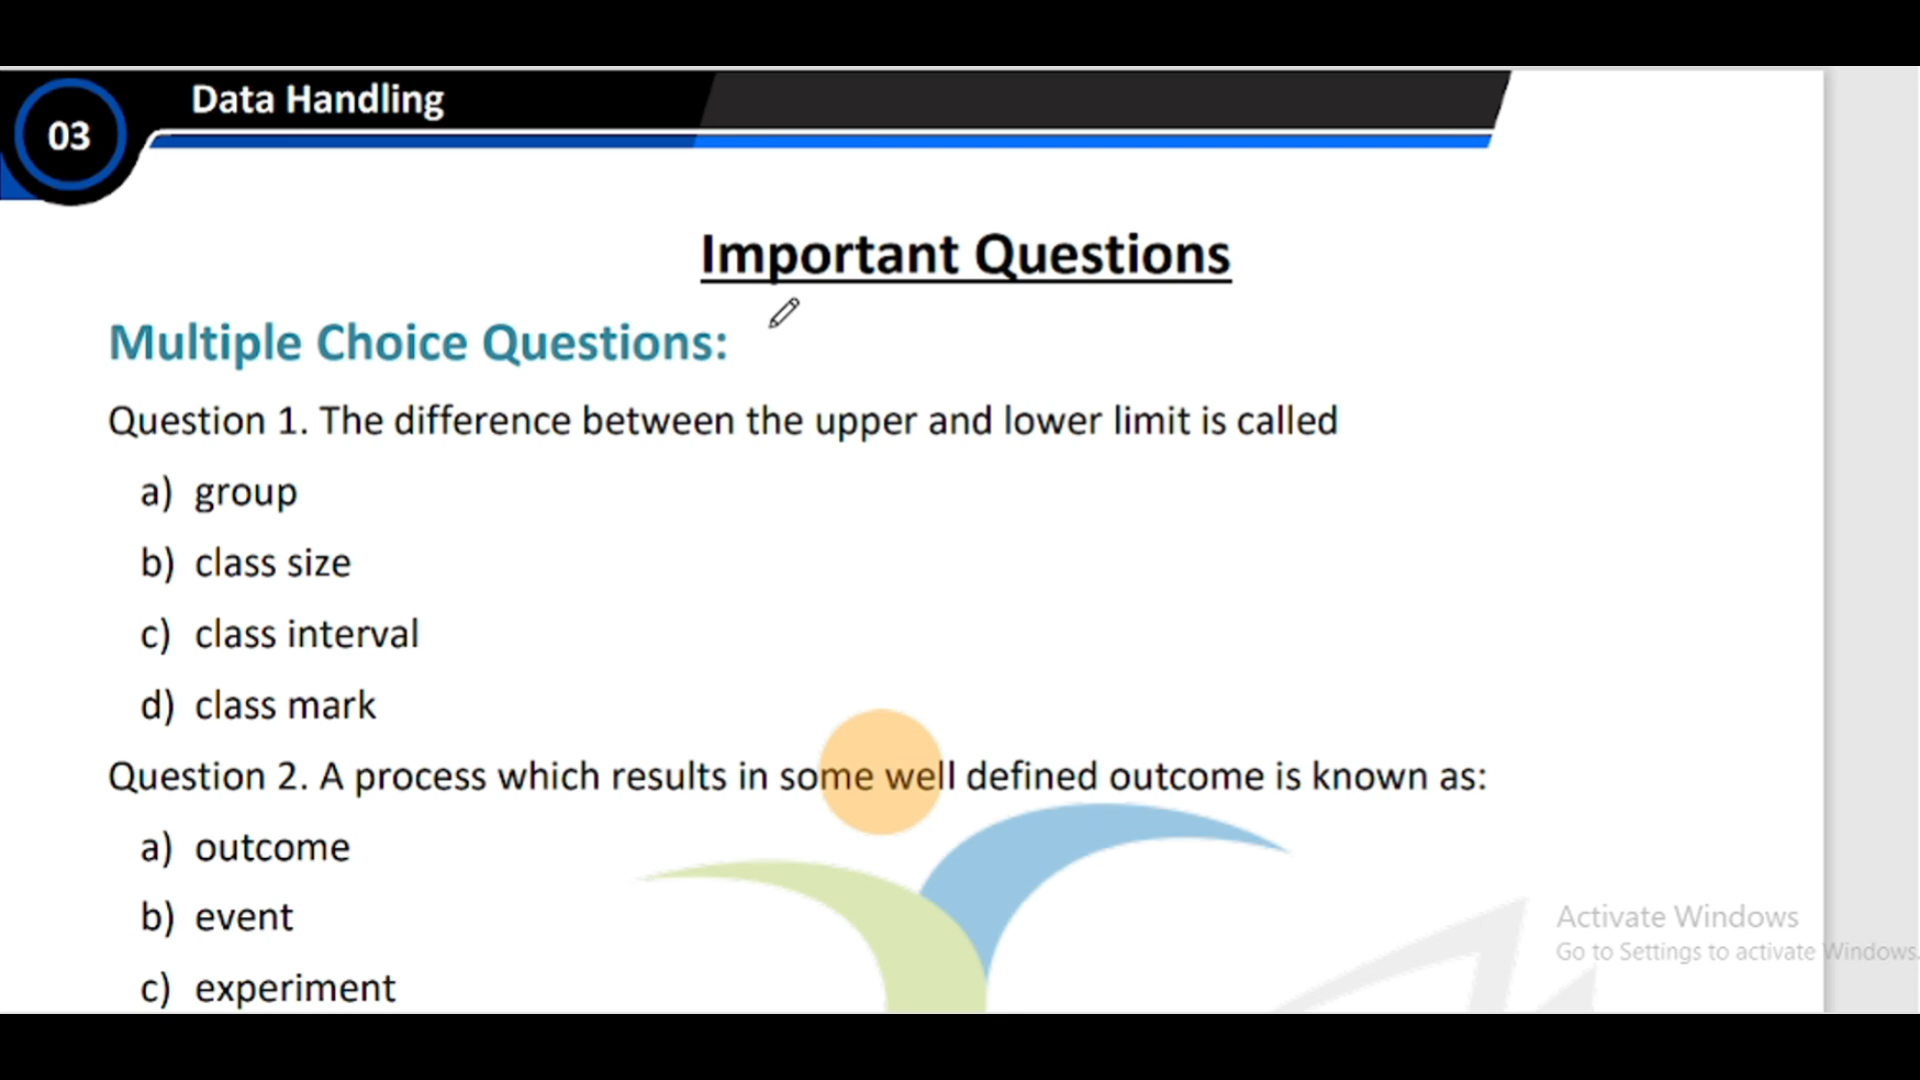 03
Data Handling
Important Questions
Multiple Choice Questions:
Question 1. The difference between the upper and lower limit is called
a) group
b) class size
c) class interval
d) class mark
Question 2. A process which results in some well defined outcome is known as:
a) outcome
b) event
c) experiment
Activate Windows
Go to Settings to activate Windows.